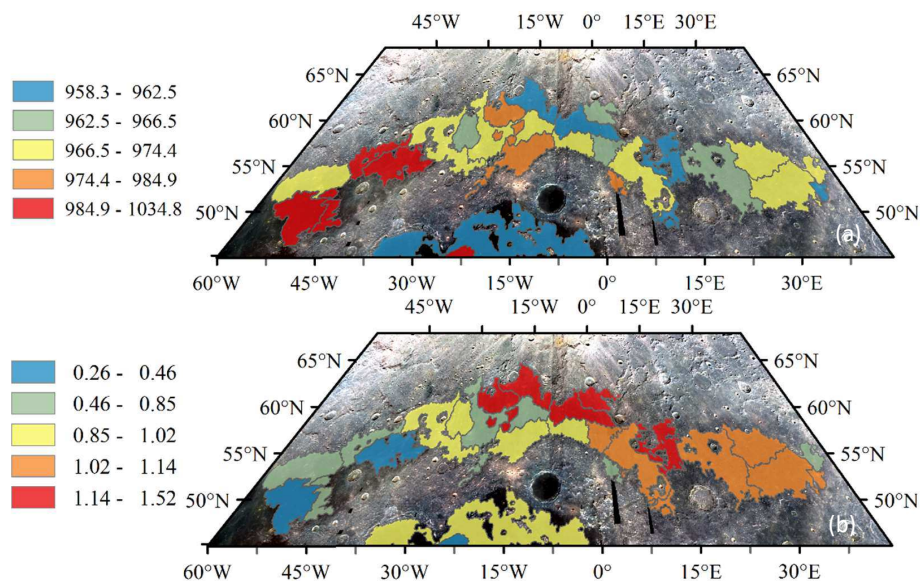 45°W 15°W 0° 15°E 30°E
65°N 65°N
60°N 60°N
55°N 55°N
50°N 50°N
958.3 - 962.5
962.5 - 966.5
966.5 - 974.4
974.4 - 984.9
984.9 - 1034.8
(a)
60°W 45°W 30°W 15°W 0° 15°E 30°E
45°W 15°W 0° 15°E 30°E
65°N 65°N
60°N 60°N
55°N 55°N
50°N 50°N
0.26 - 0.46
0.46 - 0.85
0.85 - 1.02
1.02 - 1.14
1.14 - 1.52
(b)
60°W 45°W 30°W 15°W 0° 15°E 30°E